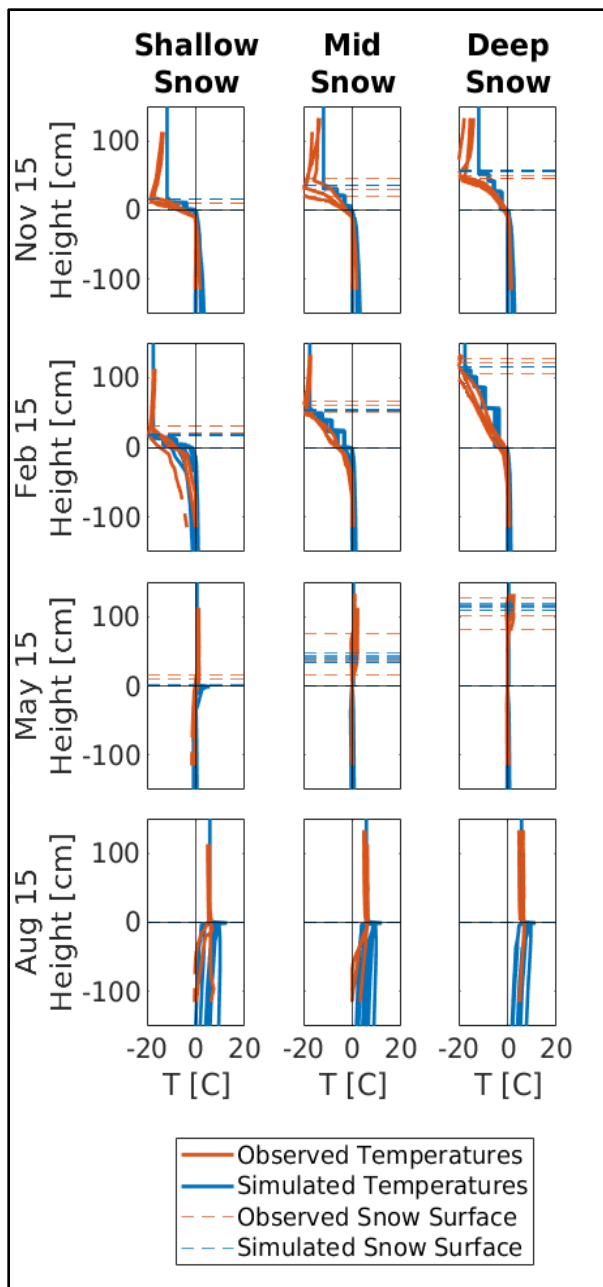 Shallow Snow
Mid Snow
Deep Snow
Nov 15
Height [cm]
100
0
-100
Feb 15
Height [cm]
100
0
-100
May 15
Height [cm]
100
0
-100
Aug 15
Height [cm]
100
0
-100
-20 0 20
-20 0 20
0 20
T [C]
T [C]
T [C]
Observed Temperatures
Simulated Temperatures
Observed Snow Surface
Simulated Snow Surface